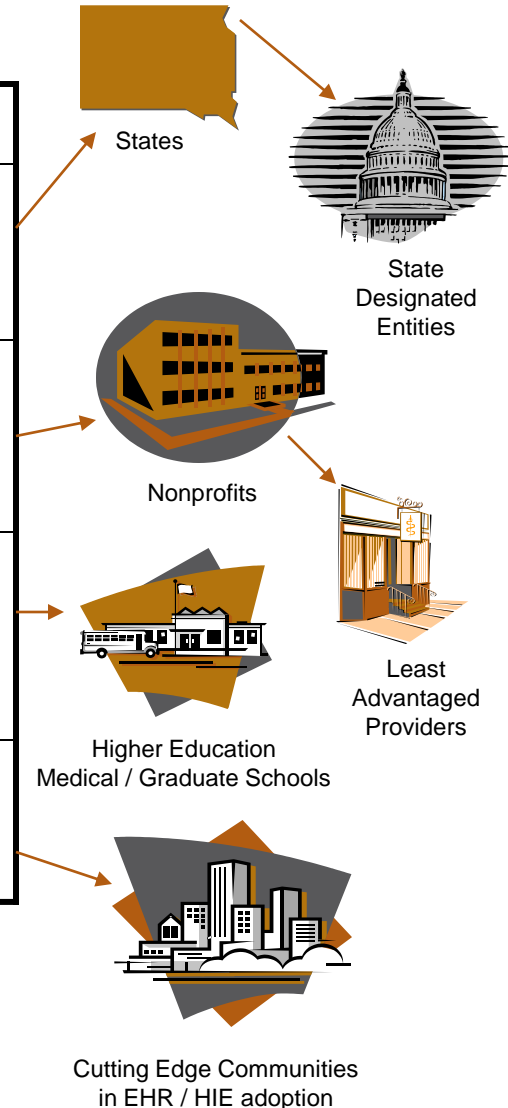 States
State
Designated
Entities
Nonprofits
Least
Advantaged
Providers
Higher Education
Medical / Graduate Schools
Cutting Edge Communities
in EHR / HIE adoption